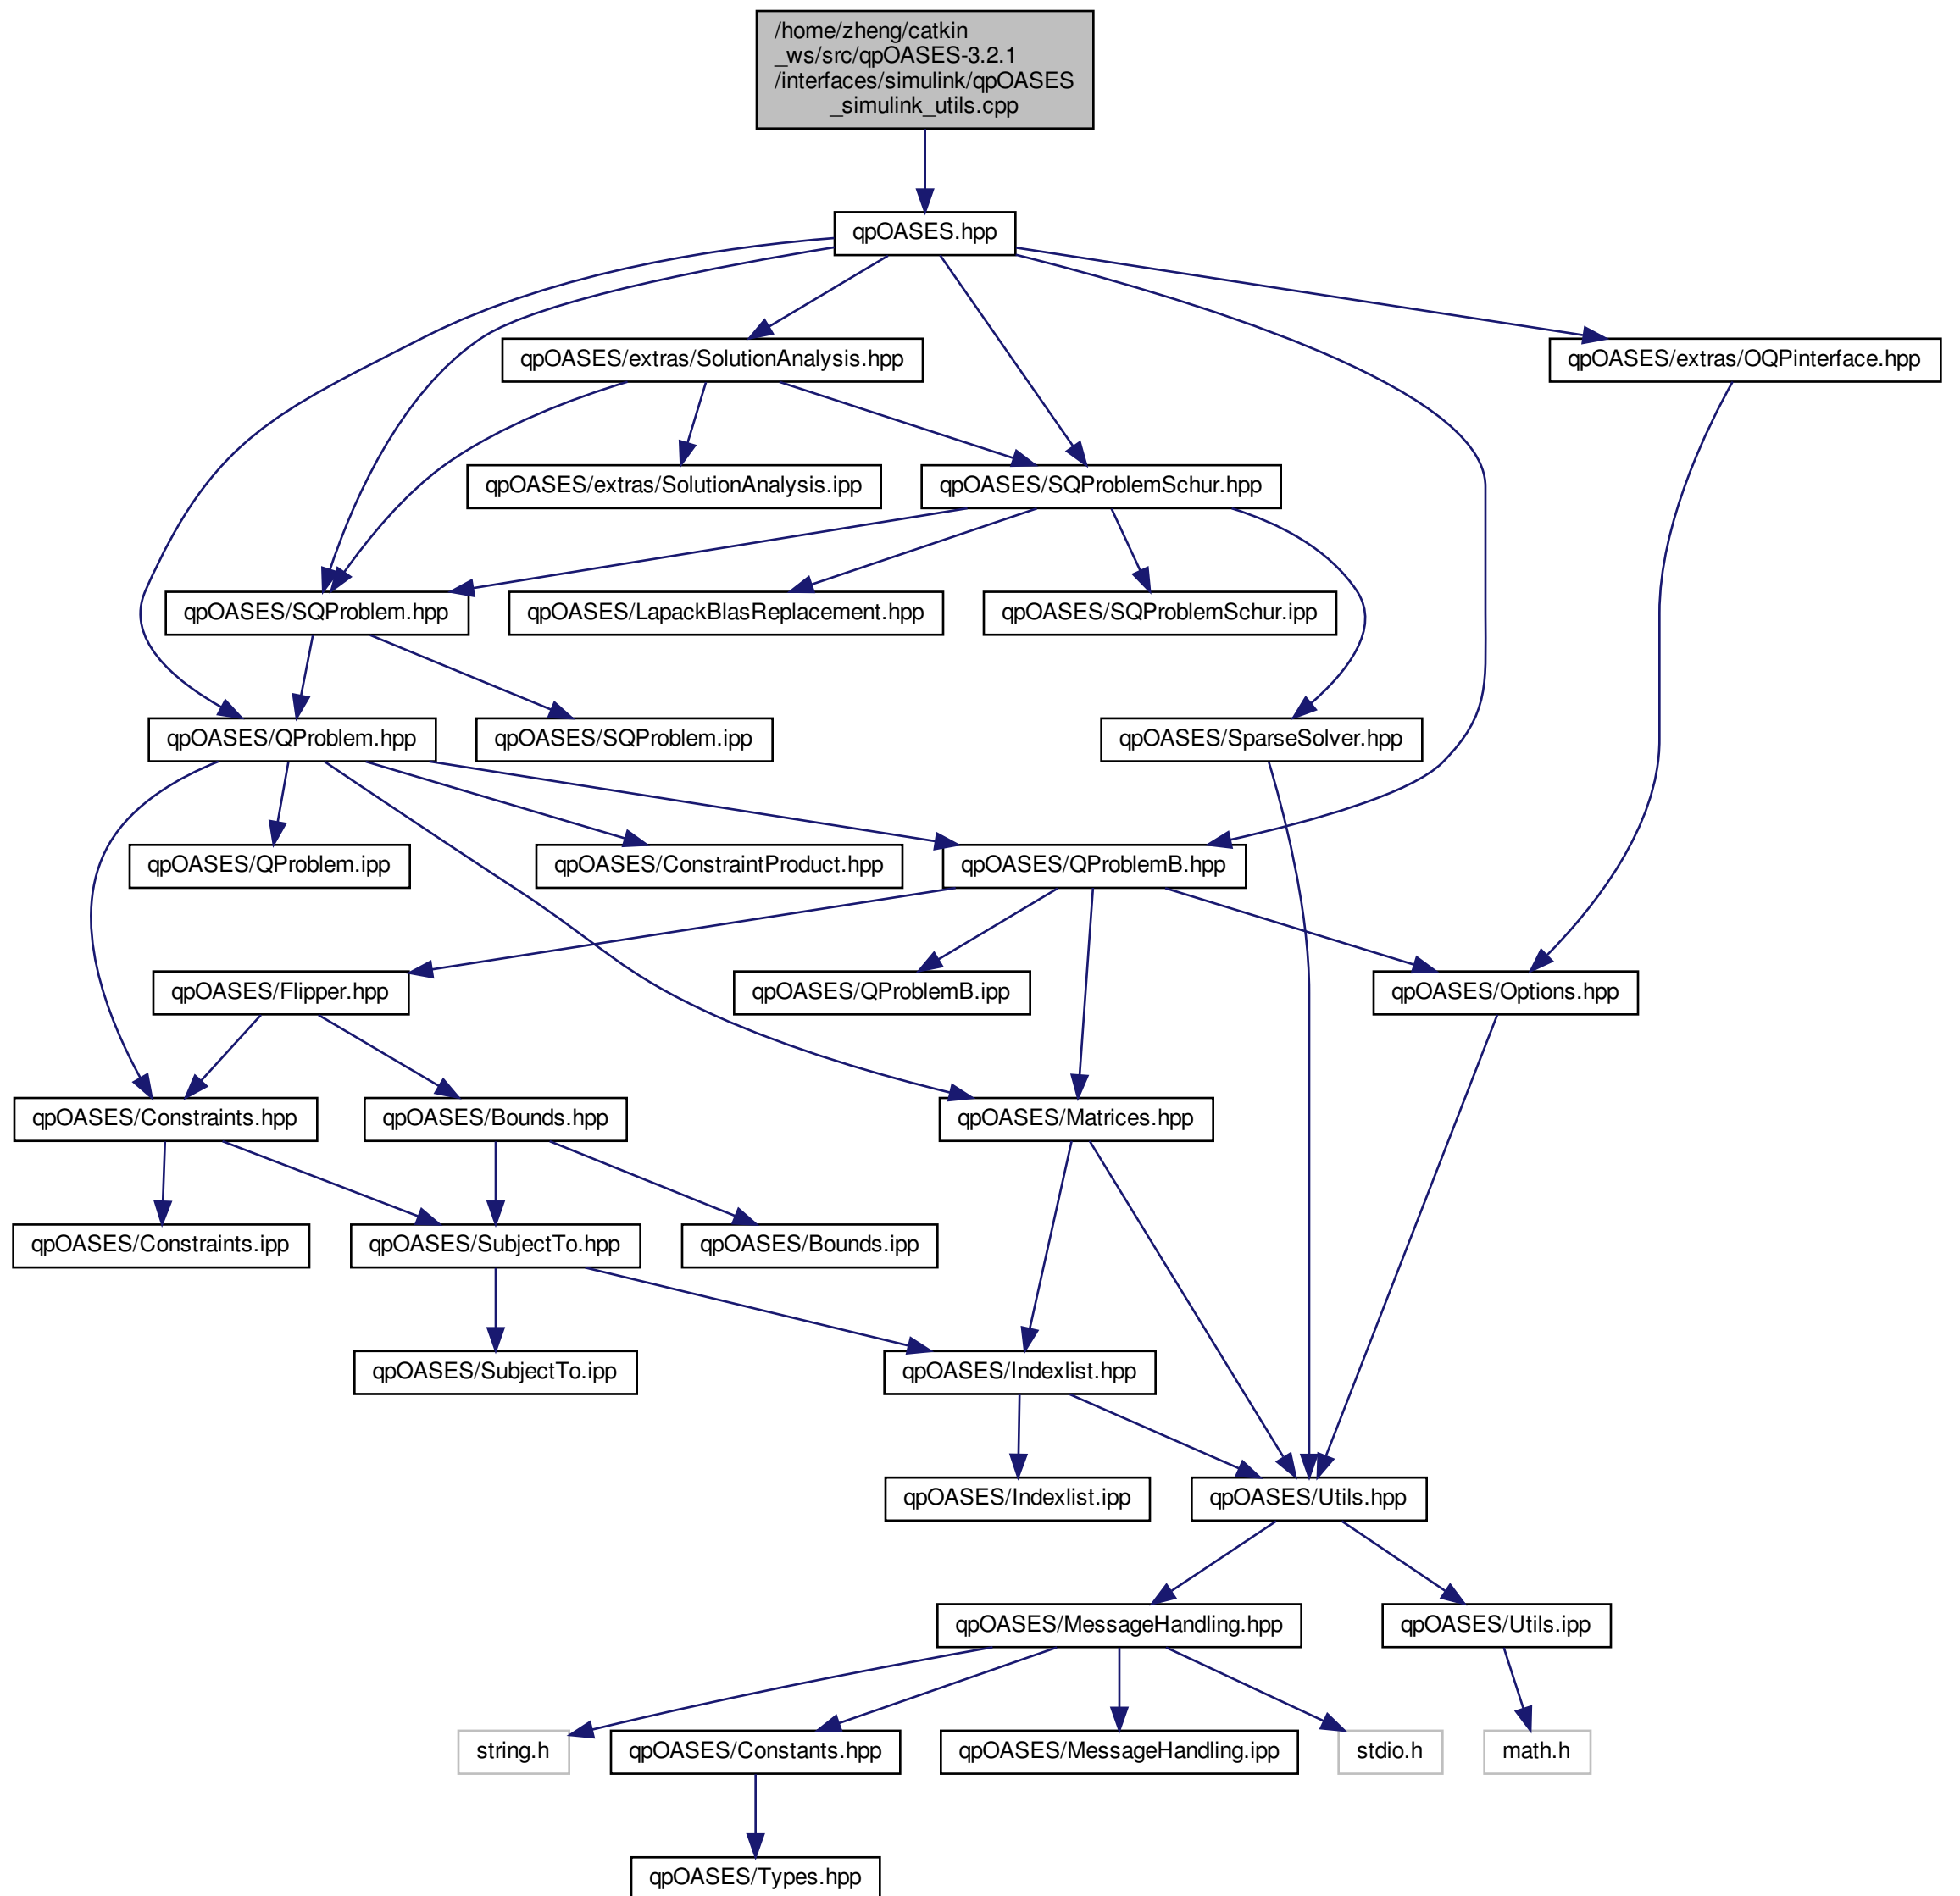 /home/zheng/catkin
_ws/src/qpOASES-3.2.1
/interfaces/simulink/qpOASES
_simulink_utils.cpp
qpOASES.hpp
qpOASES/extras/SolutionAnalysis.hpp
qpOASES/extras/OQPinterface.hpp
qpOASES/extras/SolutionAnalysis.ipp
qpOASES/SQProblemSchur.hpp
qpOASES/SQProblem.hpp
qpOASES/LapackBlasReplacement.hpp
qpOASES/SQProblemSchur.ipp
qpOASES/QProblem.hpp
qpOASES/SQProblem.ipp
qpOASES/SparseSolver.hpp
qpOASES/QProblem.ipp
qpOASES/ConstraintProduct.hpp
qpOASES/QProblemB.hpp
qpOASES/Flipper.hpp
qpOASES/QProblemB.ipp
qpOASES/Options.hpp
qpOASES/Constraints.hpp
qpOASES/Bounds.hpp
qpOASES/Matrices.hpp
qpOASES/Constraints.ipp
qpOASES/SubjectTo.hpp
qpOASES/Bounds.ipp
qpOASES/SubjectTo.ipp
qpOASES/Indexlist.hpp
qpOASES/Indexlist.ipp
qpOASES/Utils.hpp
qpOASES/MessageHandling.hpp
qpOASES/Utils.ipp
string.h
qpOASES/Constants.hpp
qpOASES/MessageHandling.ipp
stdio.h
math.h
qpOASES/Types.hpp